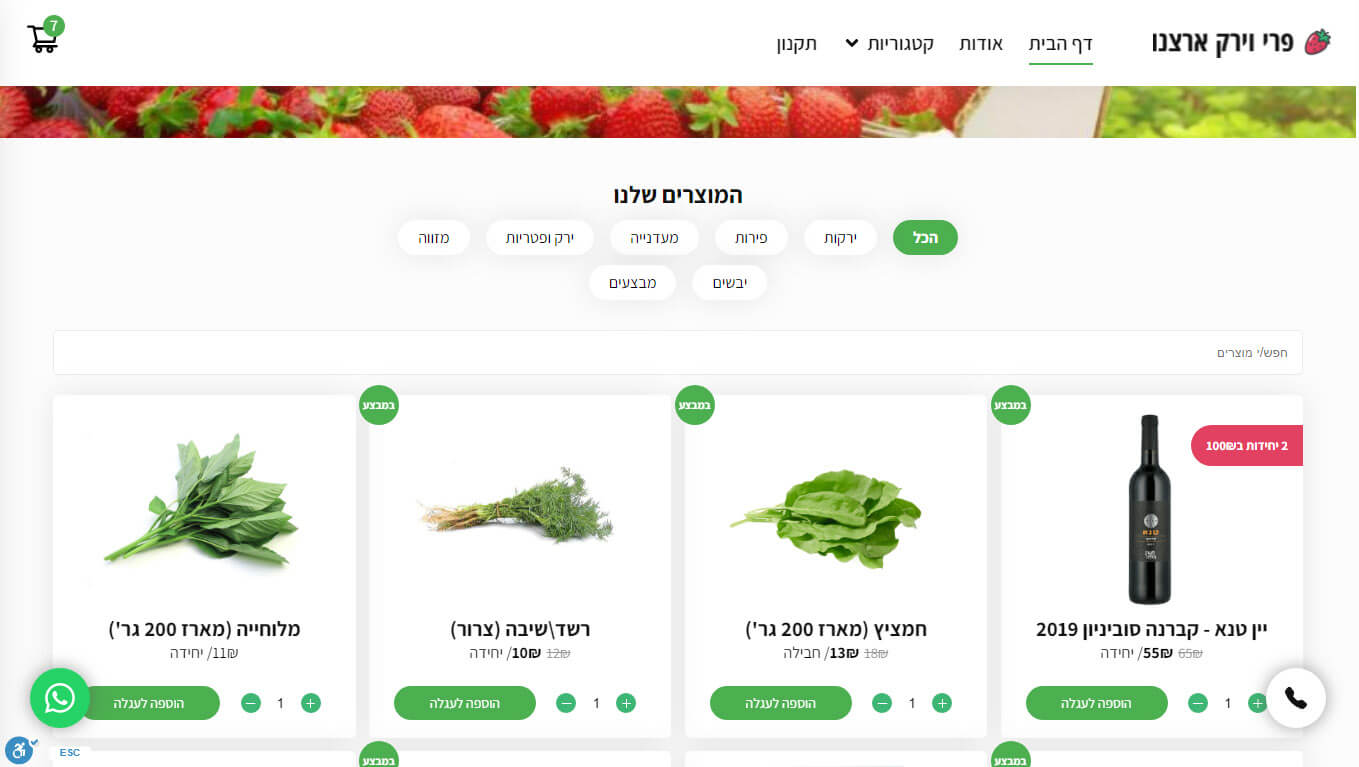 פרי וירק ארצנו
דף הבית
אודות
קטגוריות
תקנון
7
המוצרים שלנו
הכל
ירקות
פירות
מעדנייה
ירק ופטריות
מזווה
יבשים
מבצעים
חפש/י מוצרים
במבצע
2 יחידות ב100₪
יין טנא - קברנה סוביניון 2019
65₪ 55₪/ יחידה
1
הוספה לעגלה
במבצע
חמציץ (מארז 200 גר')
18₪ 13₪/ חבילה
1
הוספה לעגלה
במבצע
רשד\שיבה (צרור)
12₪ 10₪/ יחידה
1
הוספה לעגלה
מלוחייה (מארז 200 גר')
11₪/ יחידה
1
הוספה לעגלה
במבצע
במבצע
ESC